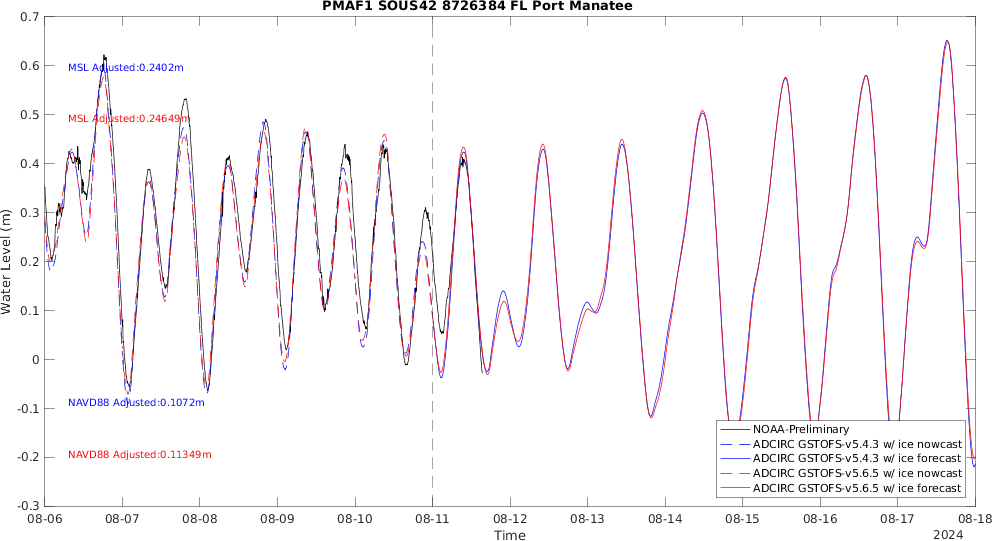 PMAF1 SOUS42 8726384 FL Port Manatee
0.7
0.6
0.5
0.4
0.3
0.2
0.1
0
-0.1
-0.2
-0.3
Water Level (m)
MSL Adjusted:0.2402m
MSL Adjusted:0.24649m
NAVD88 Adjusted:0.1072m
NAVD88 Adjusted:0.11349m
NOAA-Preliminary
ADCIRC GSTOFS-v5.4.3 w/ ice nowcast
ADCIRC GSTOFS-v5.4.3 w/ ice forecast
ADCIRC GSTOFS-v5.6.5 w/ ice nowcast
ADCIRC GSTOFS-v5.6.5 w/ ice forecast
08-06 08-07 08-08 08-09 08-10 08-11 08-12 08-13 08-14 08-15 08-16 08-17 08-18
Time
2024